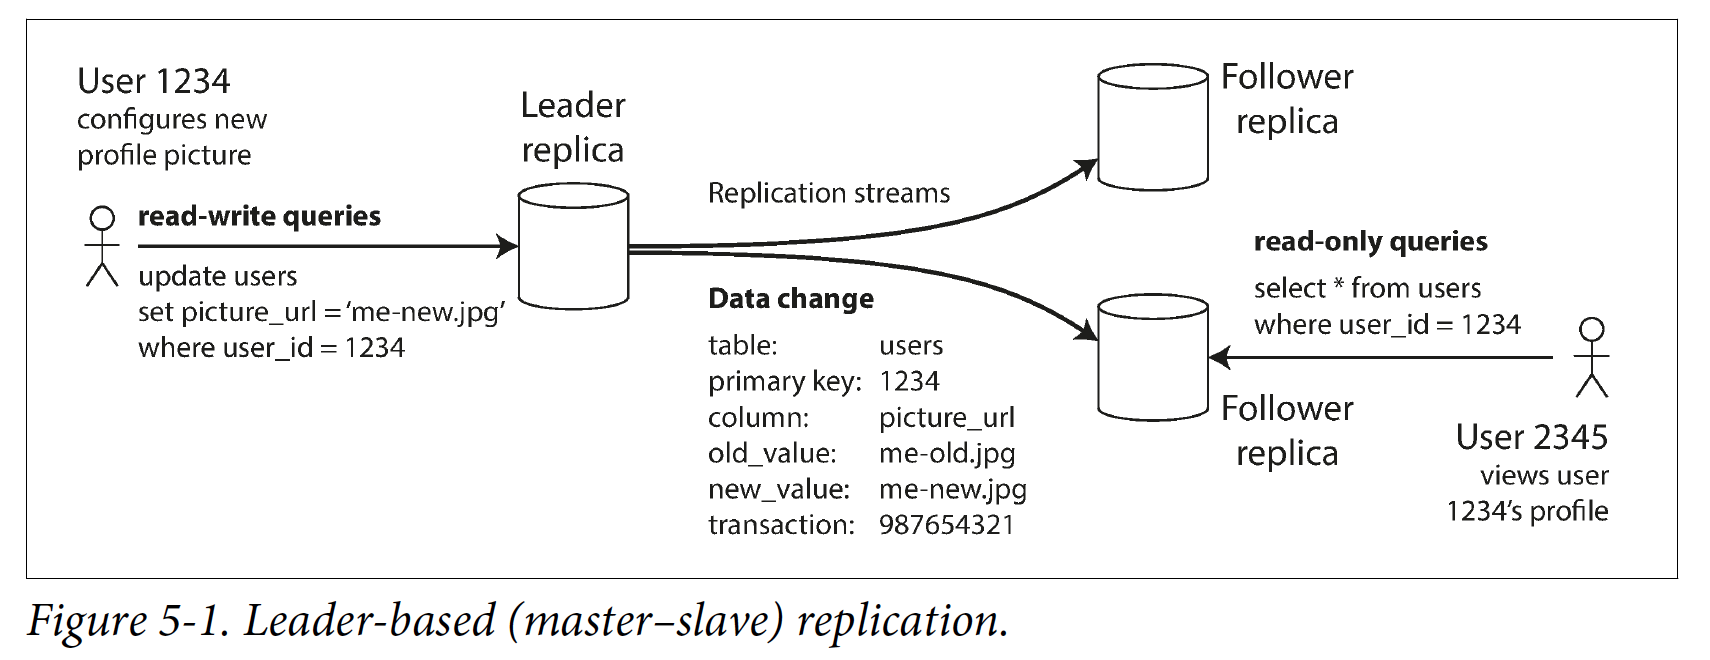 User 1234
configures new
profile picture
read-write queries
update users
set picture_url = ‘me-new.jpg’
where user_id = 1234
Leader
replica
Replication streams
Data change
table: users
primary key: 1234
column: picture_url
old_value: me-old.jpg
new_value: me-new.jpg
transaction: 987654321
Follower
replica
read-only queries
select * from users
where user_id = 1234
Follower
replica
User 2345
views user
1234’s profile
Figure 5-1. Leader-based (master–slave) replication.